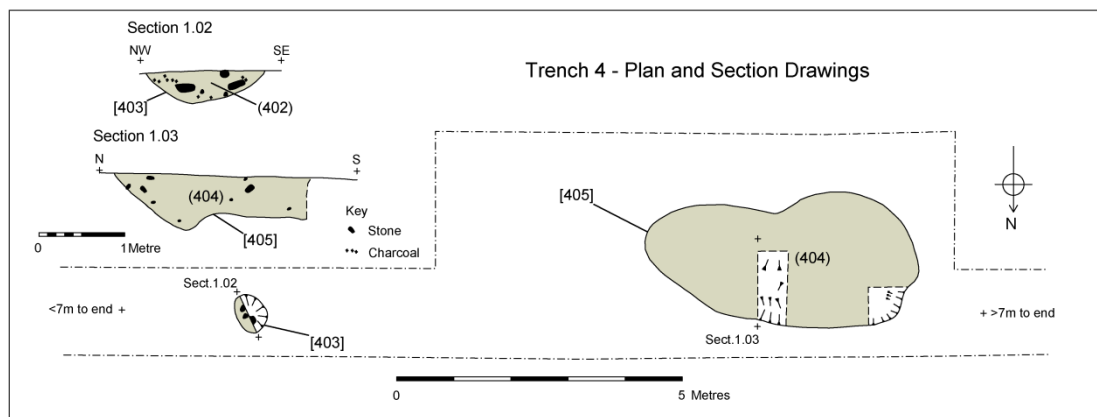 Section 1.02
NW
SE
[403]
(402)
Trench 4 - Plan and Section Drawings
Section 1.03
N
S
(404)
[405]
Key
Stone
Charcoal
0
1Metre
[405]
(404)
N
Sect.1.02
<7m to end +
[403]
Sect.1.03
+ >7m to end
0
5 Metres